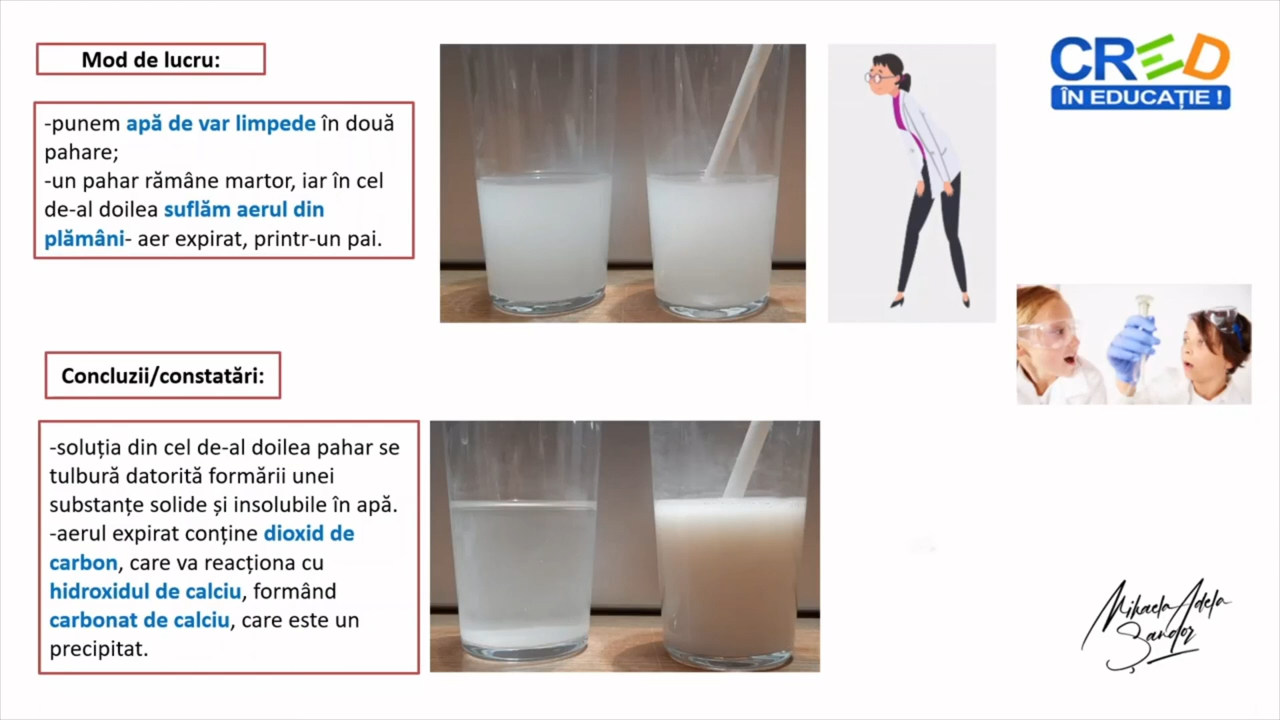 Mod de lucru:
-punem apă de var limpede în două
pahare;
-un pahar rămâne martor, iar în cel
de-al doilea suflăm aerul din
plămâni- aer expirat, printr-un pai.
CRED
ÎN EDUCAȚIE !
Concluzii/constatări:
-soluția din cel de-al doilea pahar se
tulbură datorită formării unei
substanțe solide și insolubile în apă.
-aerul expirat conține dioxid de
carbon, care va reacționa cu
hidroxidul de calciu, formând
carbonat de calciu, care este un
precipitat.
Mihaela Adela
Șandor